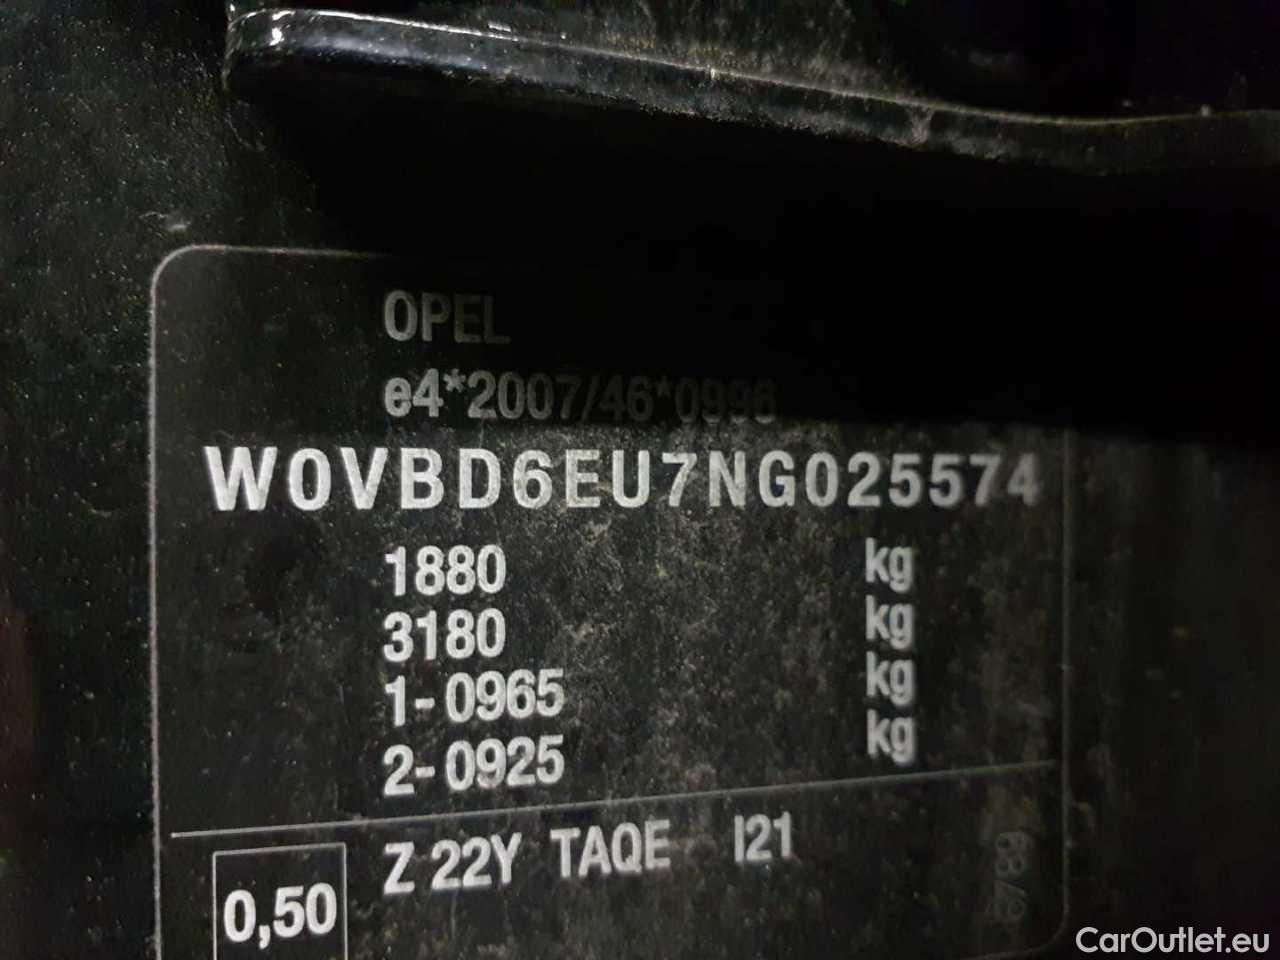 OPEL
e4*2007/46*0996
W0VBD6EU7NG025574
1880 kg
3180 kg
1-0965 kg
2-0925 kg
0,50 Z 22Y TAQE I21
CarOutlet.eu